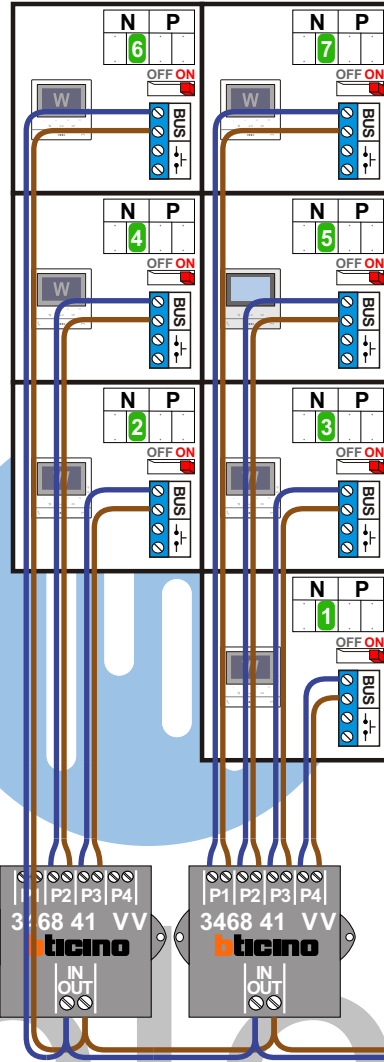 N P
6
OFF ON
W
BUS
N P
7
OFF ON
W
BUS
N P
4
OFF ON
W
BUS
N P
5
OFF ON
BUS
N P
2
OFF ON
W
BUS
N P
3
OFF ON
W
BUS
N P
1
OFF ON
W
BUS
P1 P2 P3 P4
3468 41 VV
bticino
IN
OUT
P1 P2 P3 P4
3468 41 VV
bticino
IN
OUT